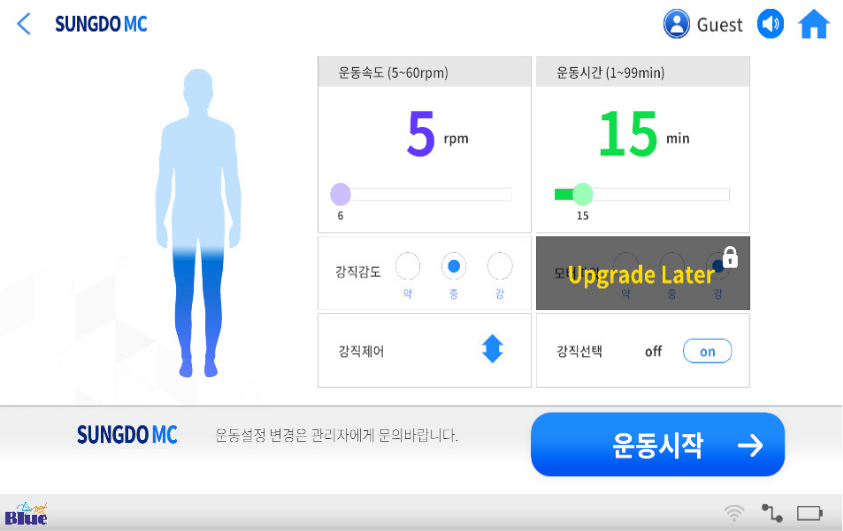 SUNGDO MC
Guest
운동속도 (5~60rpm)
운동시간 (1~99min)
5 rpm
15 min
6
15
강직감도
약 중 강
Upgrade Later
약 중 강
강직제어
강직선택 off on
SUNGDO MC
운동설정 변경은 관리자에게 문의바랍니다.
운동시작
Blue